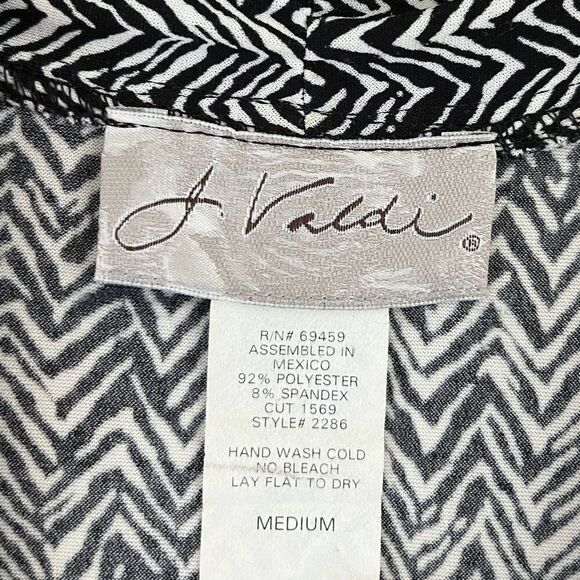 J. Valdi ®
R/N# 69459
ASSEMBLED IN
MEXICO
92% POLYESTER
8% SPANDEX
CUT 1569
STYLE# 2286
HAND WASH COLD
NO BLEACH
LAY FLAT TO DRY
MEDIUM